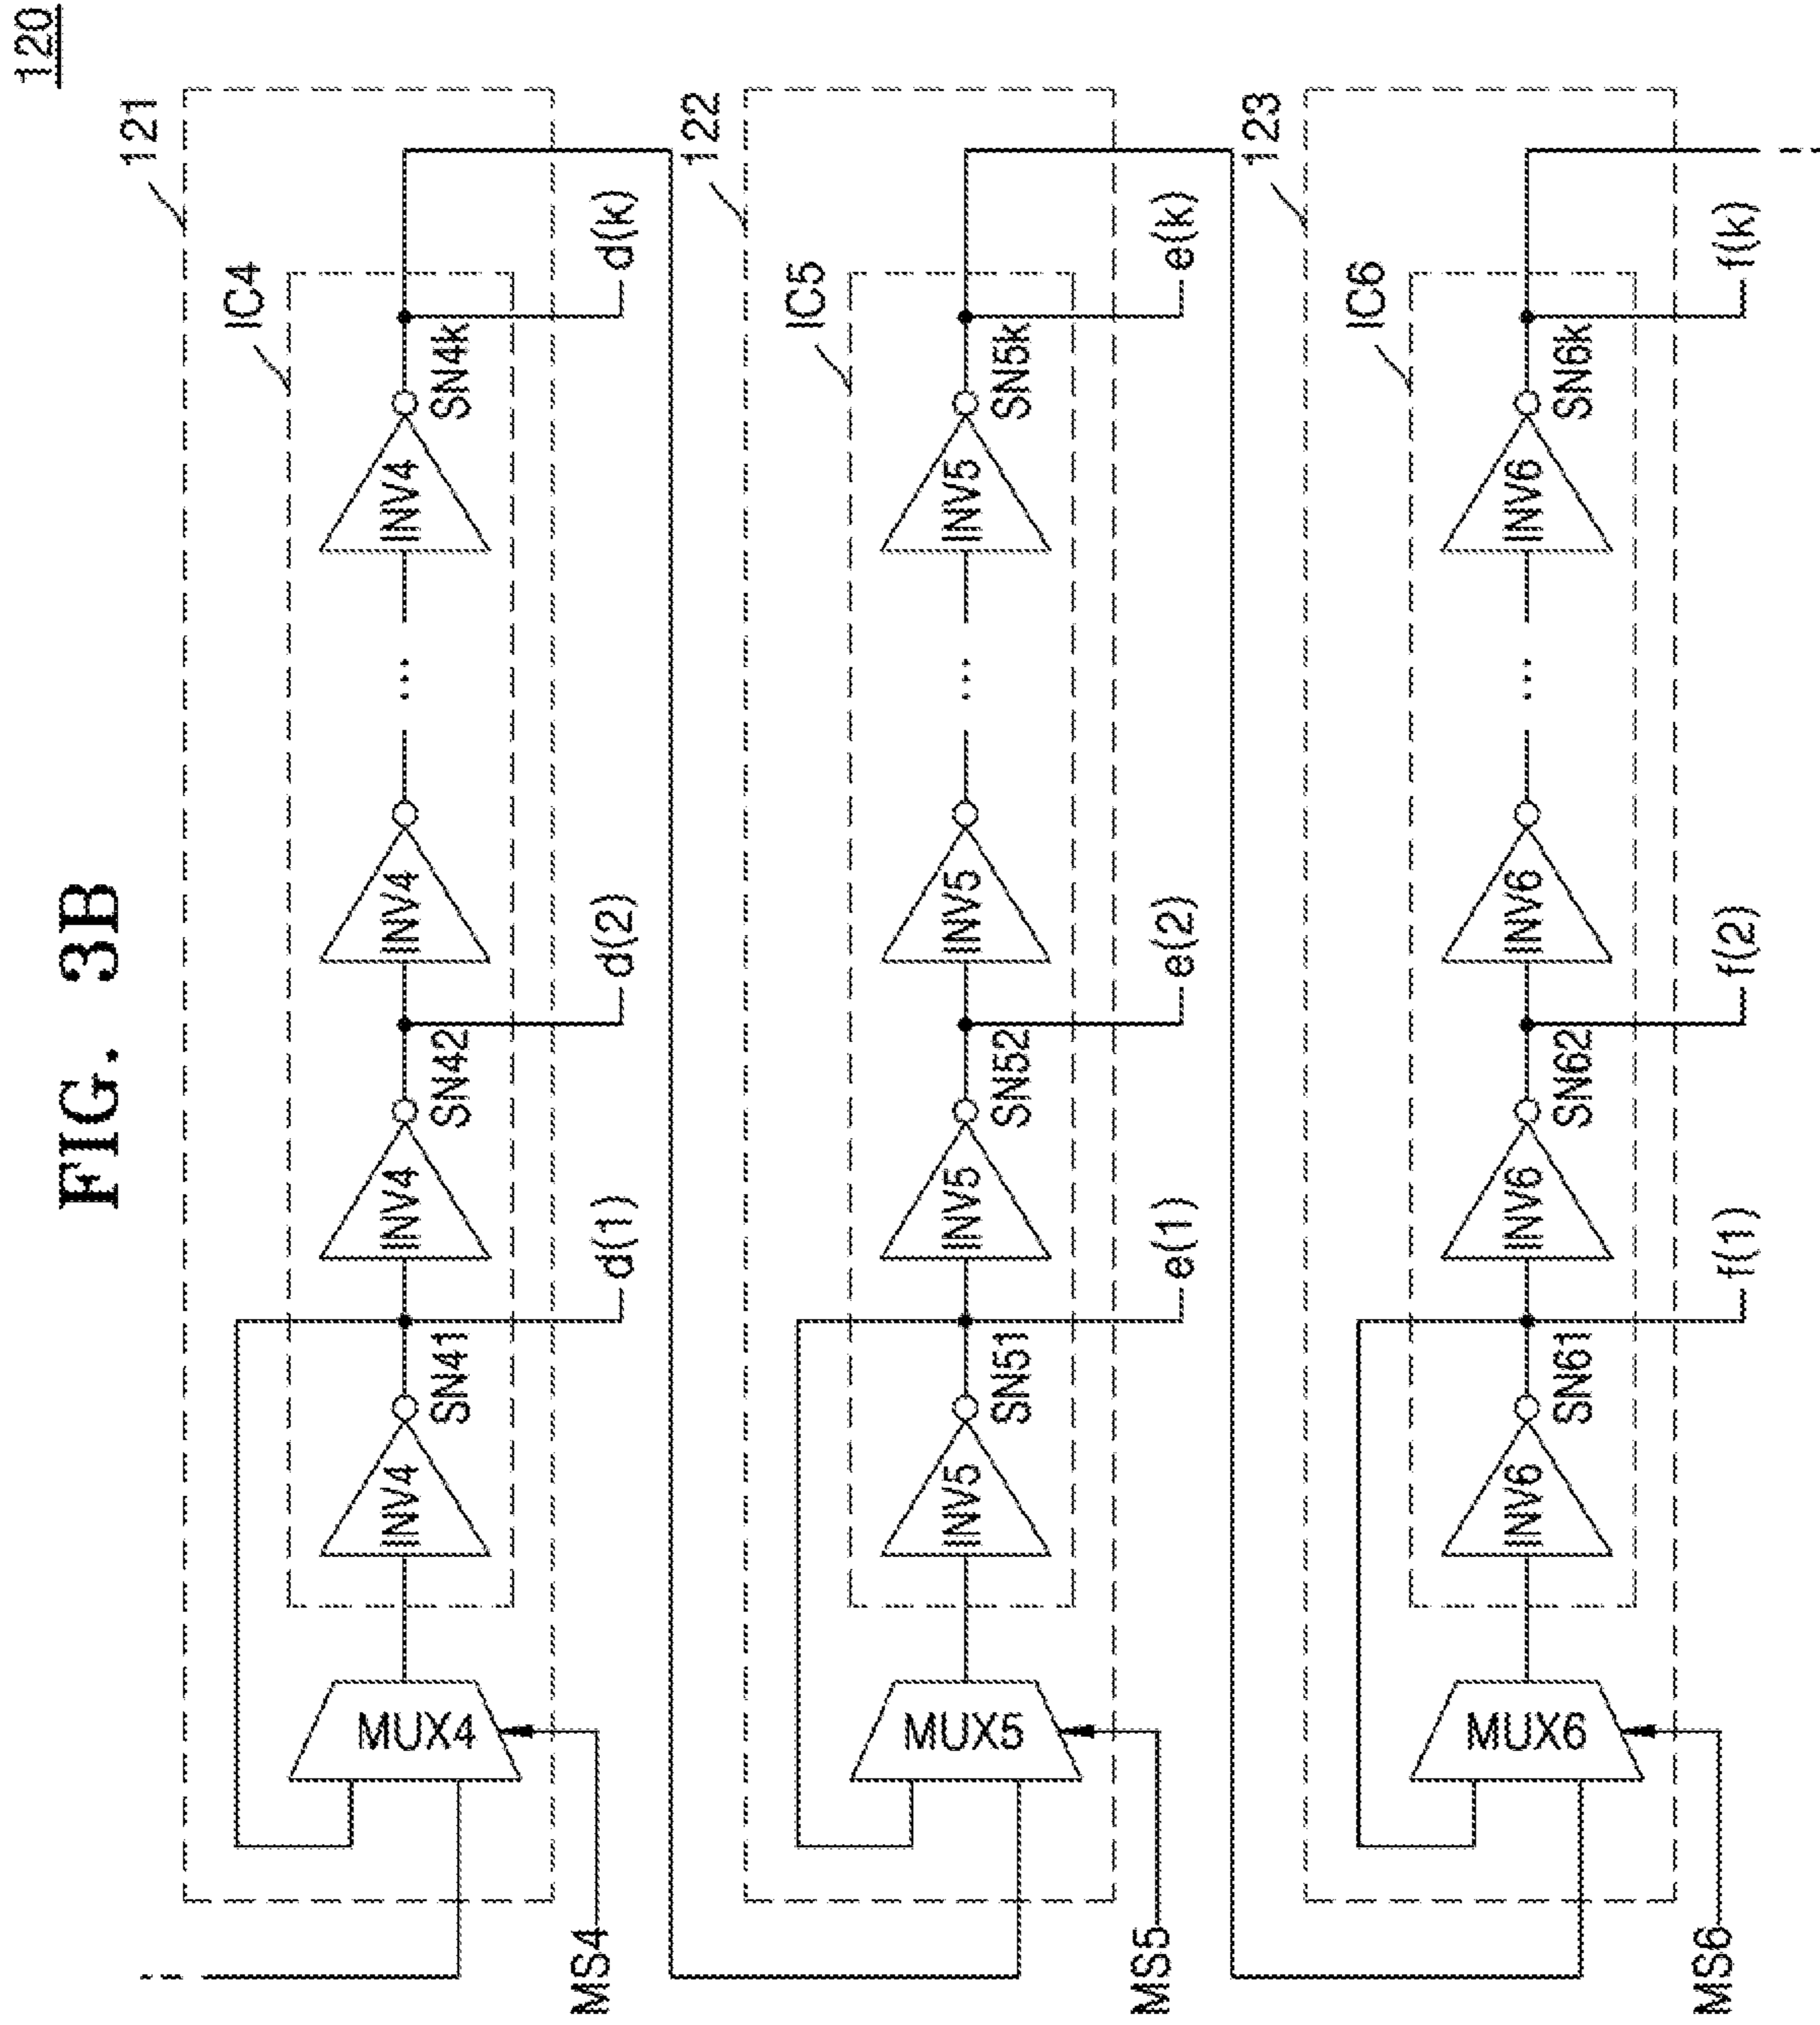 120
FIG. 3B
121
IC4
MUX4
INV4
INV4
INV4
...
INV4
SN41
SN42
SN4k
MS4
d(1)
d(2)
d(k)
122
IC5
MUX5
INV5
INV5
INV5
...
INV5
SN51
SN52
SN5k
MS5
e(1)
e(2)
e(k)
123
IC6
MUX6
INV6
INV6
INV6
...
INV6
SN61
SN62
SN6k
MS6
f(1)
f(2)
f(k)